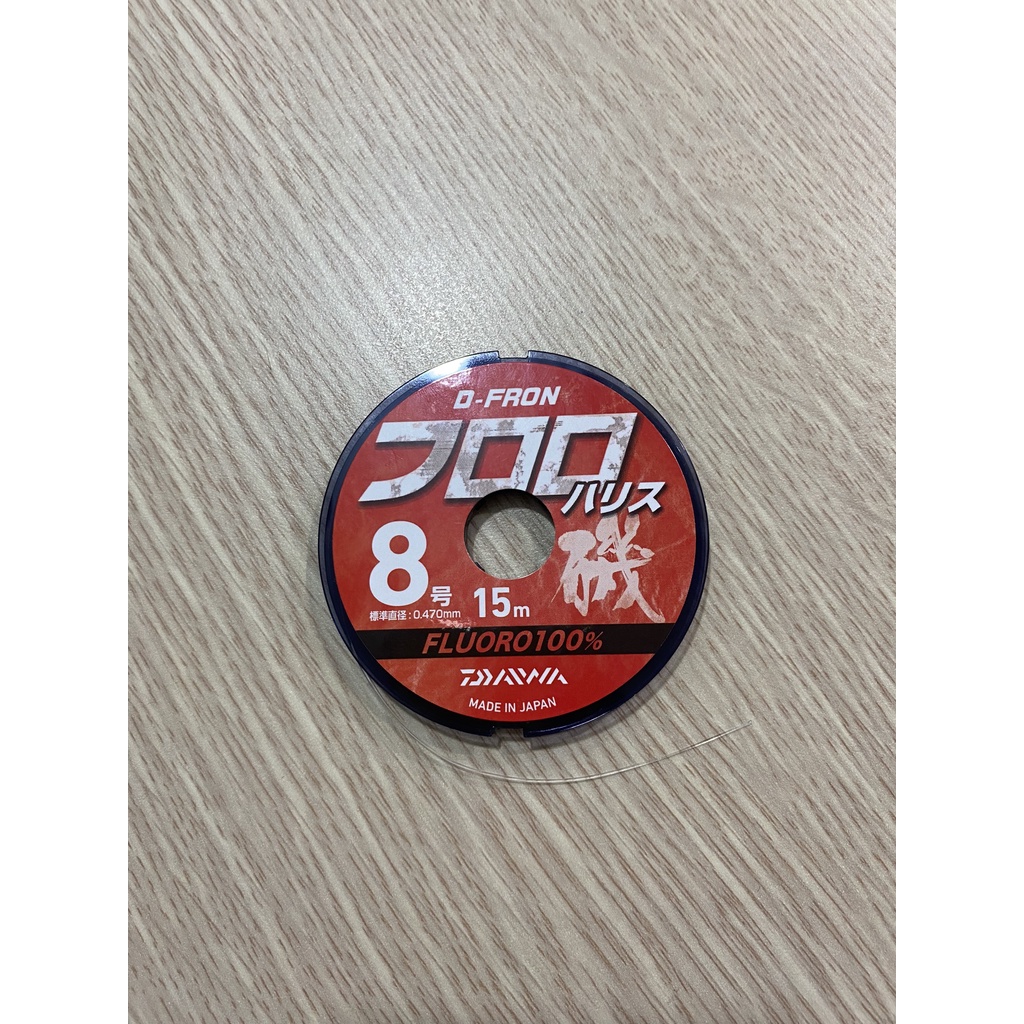 D-FRON
フロロ
ハリス
磯
8号
標準直径:0.470mm
15m
FLUORO100%
DAIWA
MADE IN JAPAN